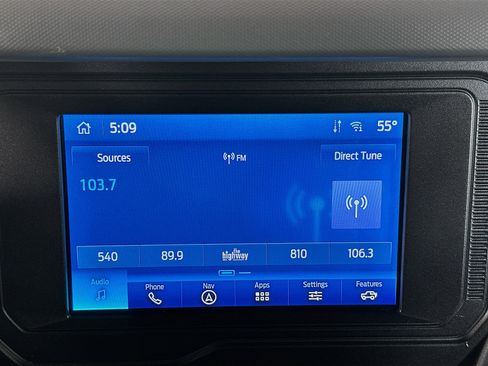 5:09 55°
Sources FM Direct Tune
103.7
540 89.9 the highway 810 106.3
Audio Phone Nav Apps Settings Features